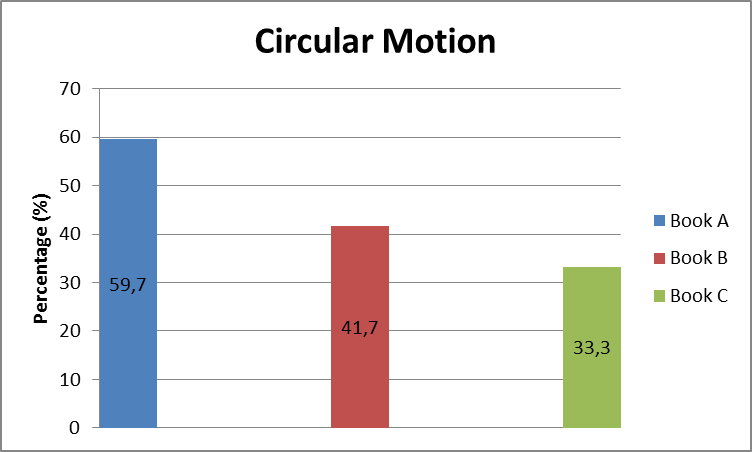 Circular Motion
Percentage (%)
70
60
50
40
30
20
10
0
59,7
41,7
33,3
Book A
Book B
Book C